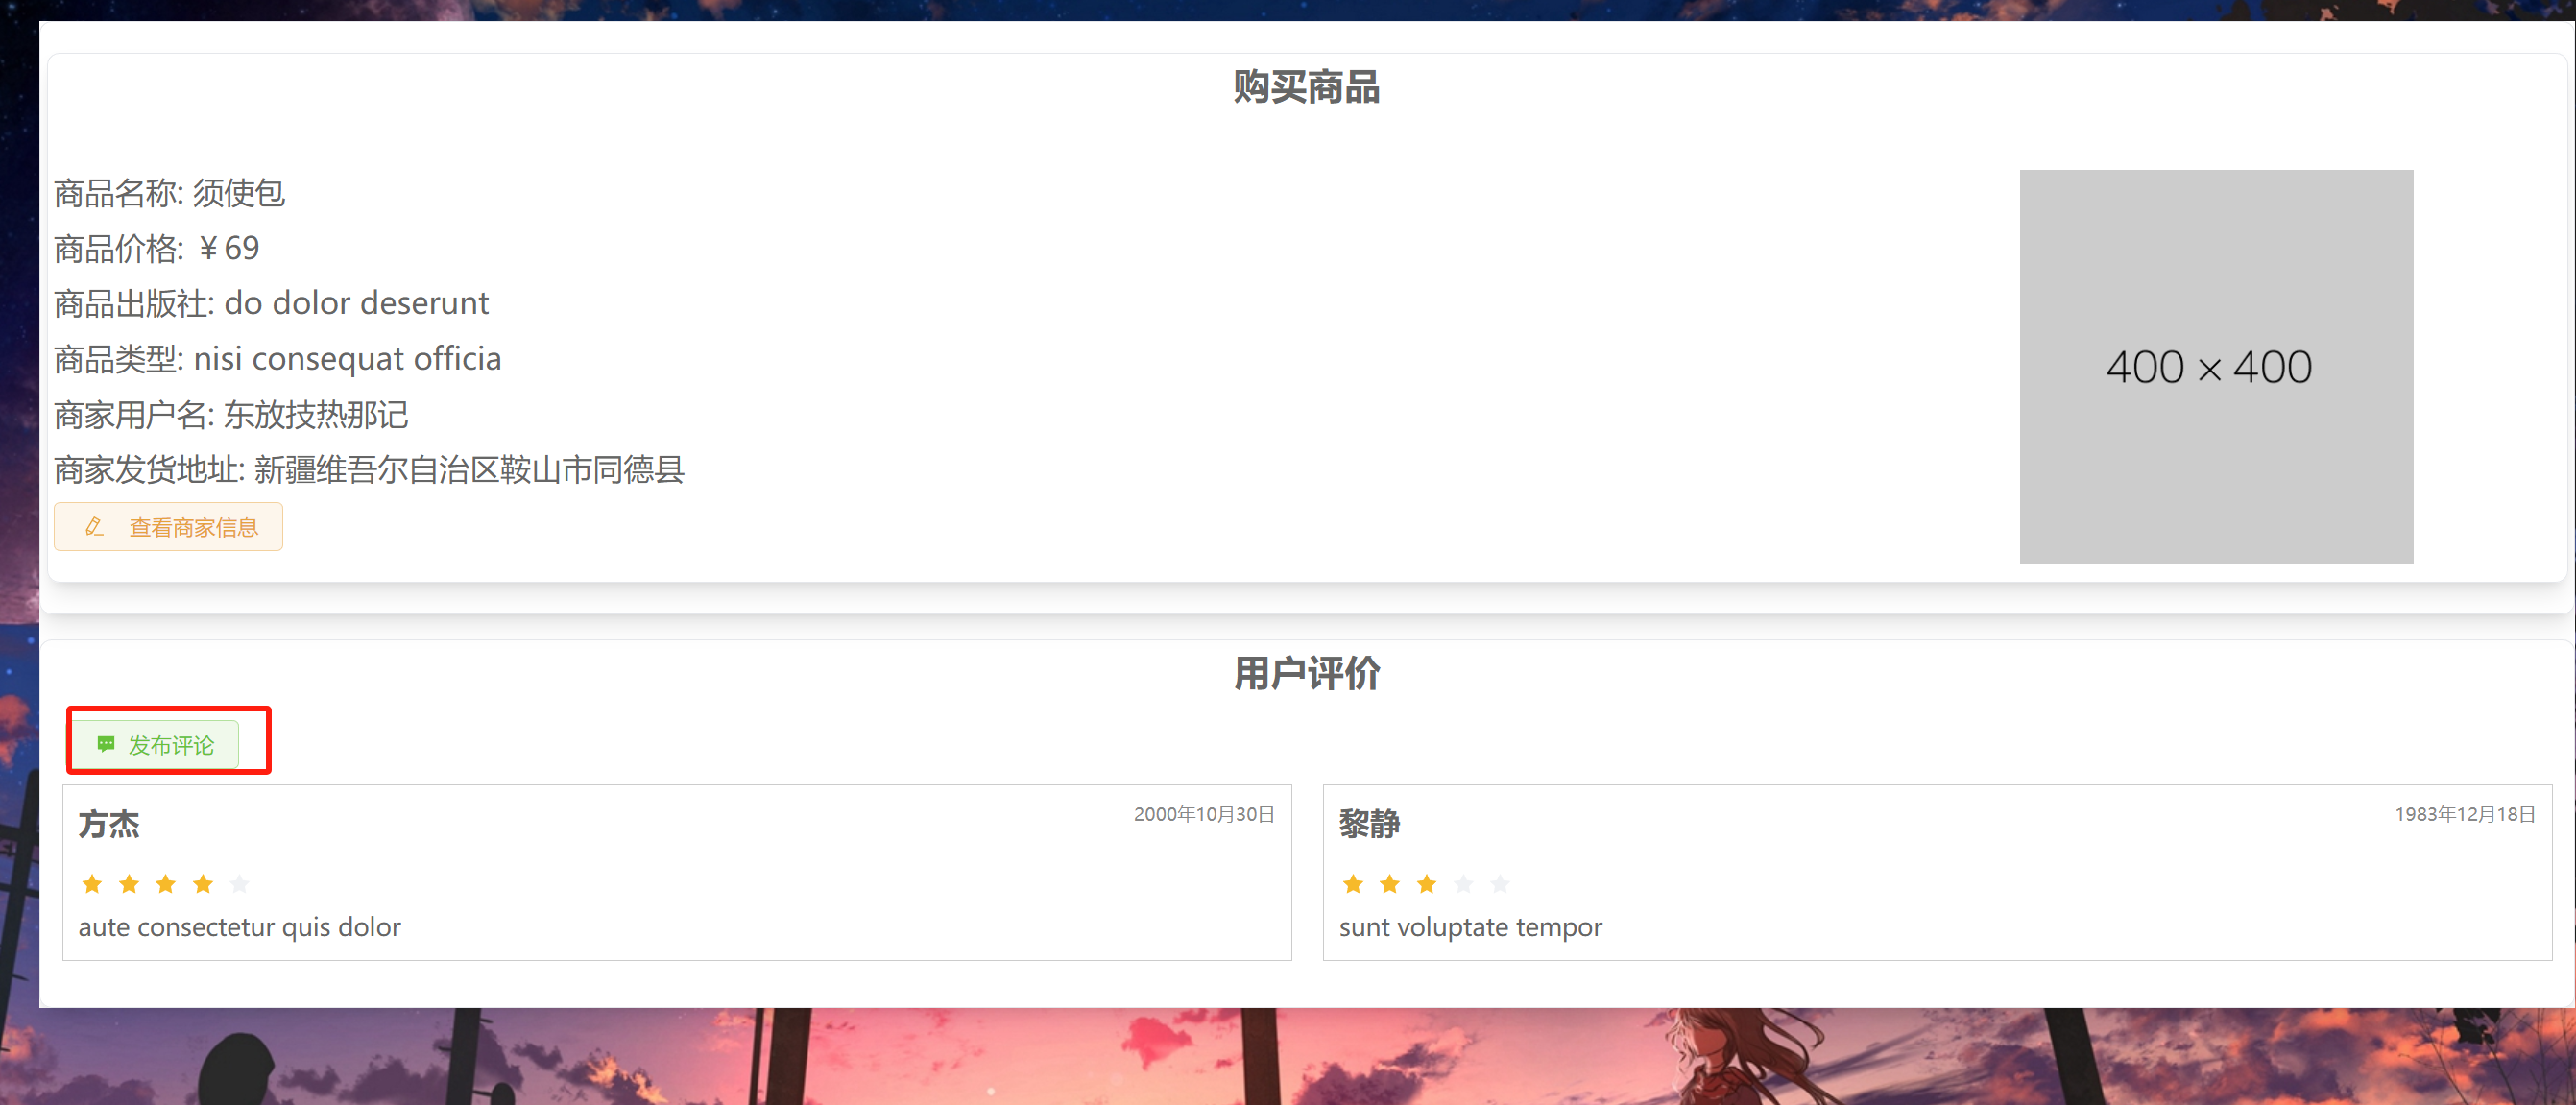 购买商品
商品名称: 须使包
商品价格: ￥69
商品出版社: do dolor deserunt
商品类型: nisi consequat officia
商家用户名: 东放技热那记
商家发货地址: 新疆维吾尔自治区鞍山市同德县
查看商家信息
400 × 400
用户评价
发布评论
方杰
2000年10月30日
aute consectetur quis dolor
黎静
1983年12月18日
sunt voluptate tempor